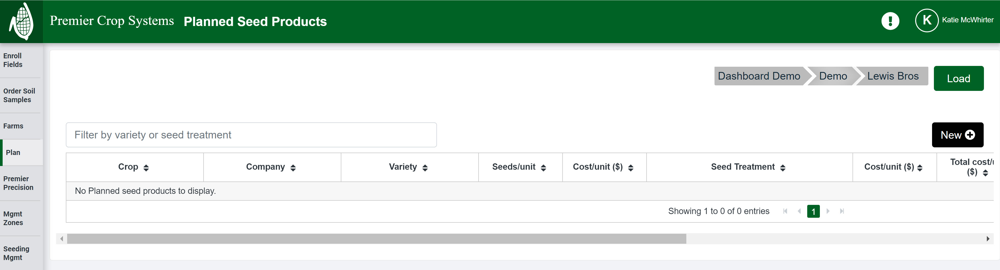 Premier Crop Systems Planned Seed Products
! K Katie McWhirter
Enroll
Fields
Order Soil
Samples
Farms
Plan
Premier
Precision
Mgmt
Zones
Seeding
Mgmt
Dashboard Demo Demo Lewis Bros Load
Filter by variety or seed treatment
New
Crop Company Variety Seeds/unit Cost/unit ($) Seed Treatment Cost/unit ($) Total cost/
($)
No Planned seed products to display.
Showing 1 to 0 of 0 entries 1